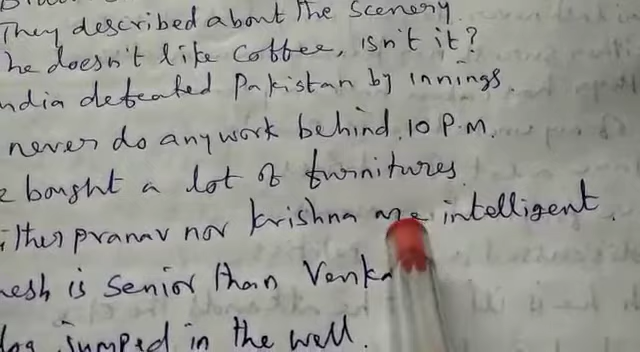 They described about the scenery.
he doesn't like Coffee, isn't it?
ndia defeated Pakistan by innings.
never do any work behind 10 P.M.
bought a lot of furnitures.
ither pranav nor Krishna are intelligent.
esh is senior than Venka
jumped in the well.